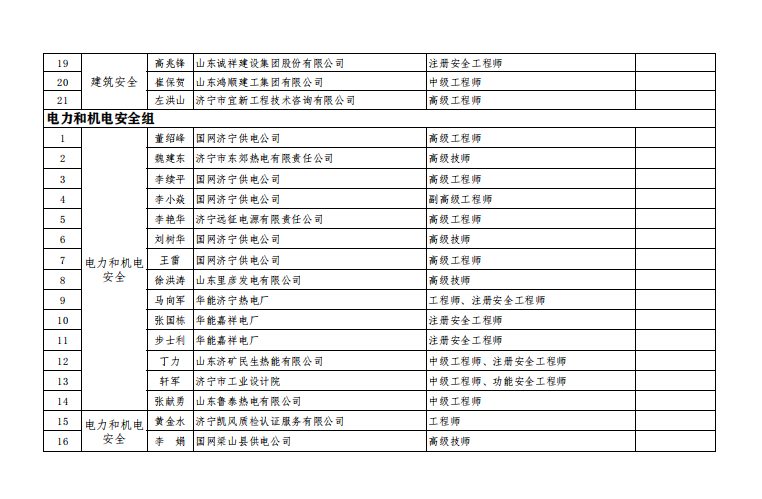 19 建筑安全 高兆锋 山东诚祥建设集团股份有限公司 注册安全工程师
20 崔保贺 山东鸿顺建工集团有限公司 中级工程师
21 左洪山 济宁市宜新工程技术咨询有限公司 高级工程师
电力和机电安全组
1 电力和机电安全 董绍峰 国网济宁供电公司 高级工程师
2 魏建东 济宁市东郊热电有限责任公司 高级技师
3 李续平 国网济宁供电公司 高级工程师
4 李小焱 国网济宁供电公司 副高级工程师
5 李艳华 济宁远征电源有限责任公司 高级工程师
6 刘树华 国网济宁供电公司 高级技师
7 王雷 国网济宁供电公司 高级工程师
8 徐洪涛 山东里彦发电有限公司 高级技师
9 马向军 华能济宁热电厂 工程师、注册安全工程师
10 张国栋 华能嘉祥电厂 注册安全工程师
11 步士利 华能嘉祥电厂 注册安全工程师
12 丁力 山东济矿民生热能有限公司 中级工程师、注册安全工程师
13 轩军 济宁市工业设计院 中级工程师、功能安全工程师
14 张献勇 山东鲁泰热电有限公司 中级工程师
15 电力和机电安全 黄金水 济宁凯风质检认证服务有限公司 工程师
16 李 娟 国网梁山县供电公司 高级技师